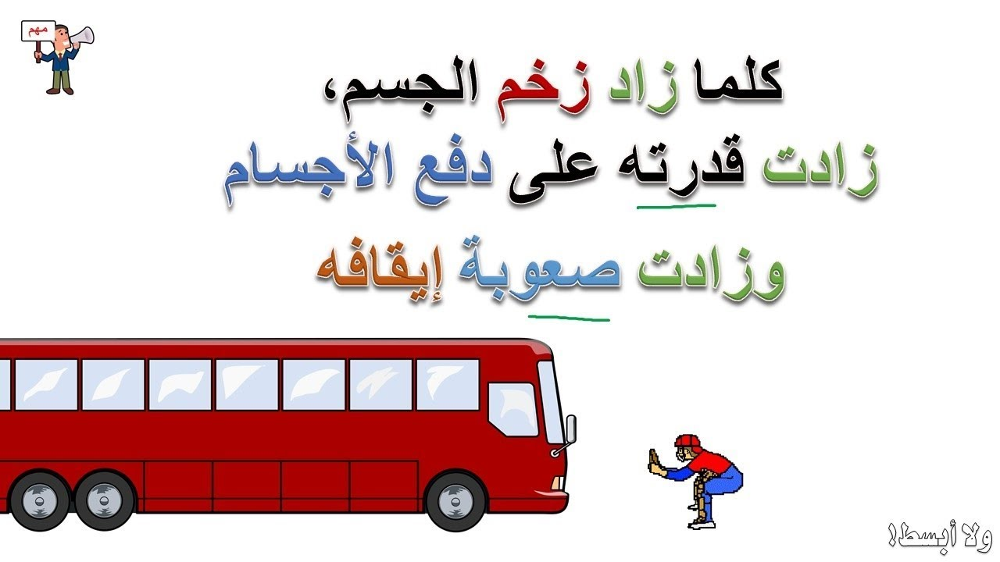 مهم
كلما زاد زخم الجسم،
زادت قدرته على دفع الأجسام
وزادت صعوبة إيقافه
ولا أبسط!